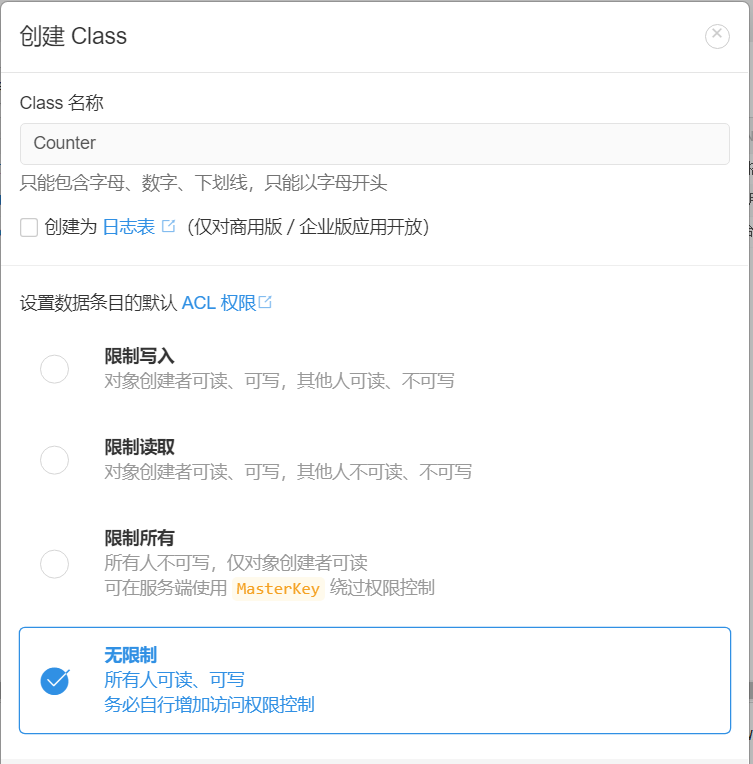 创建 Class
Class 名称
Counter
只能包含字母、数字、下划线，只能以字母开头
创建为 日志表 （仅对商用版 / 企业版应用开放）
设置数据条目的默认 ACL 权限
限制写入
对象创建者可读、可写，其他人可读、不可写
限制读取
对象创建者可读、可写，其他人不可读、不可写
限制所有
所有人不可写，仅对象创建者可读
可在服务端使用 MasterKey 绕过权限控制
无限制
所有人可读、可写
务必自行增加访问权限控制